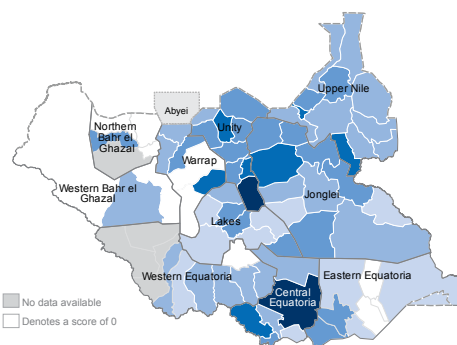 Upper Nile
Abyei
Northern
Bahr el
Ghazal
Unity
Warrap
Western Bahr el
Ghazal
Jonglei
Lakes
Western Equatoria
Eastern Equatoria
Central
Equatoria
No data available
Denotes a score of 0